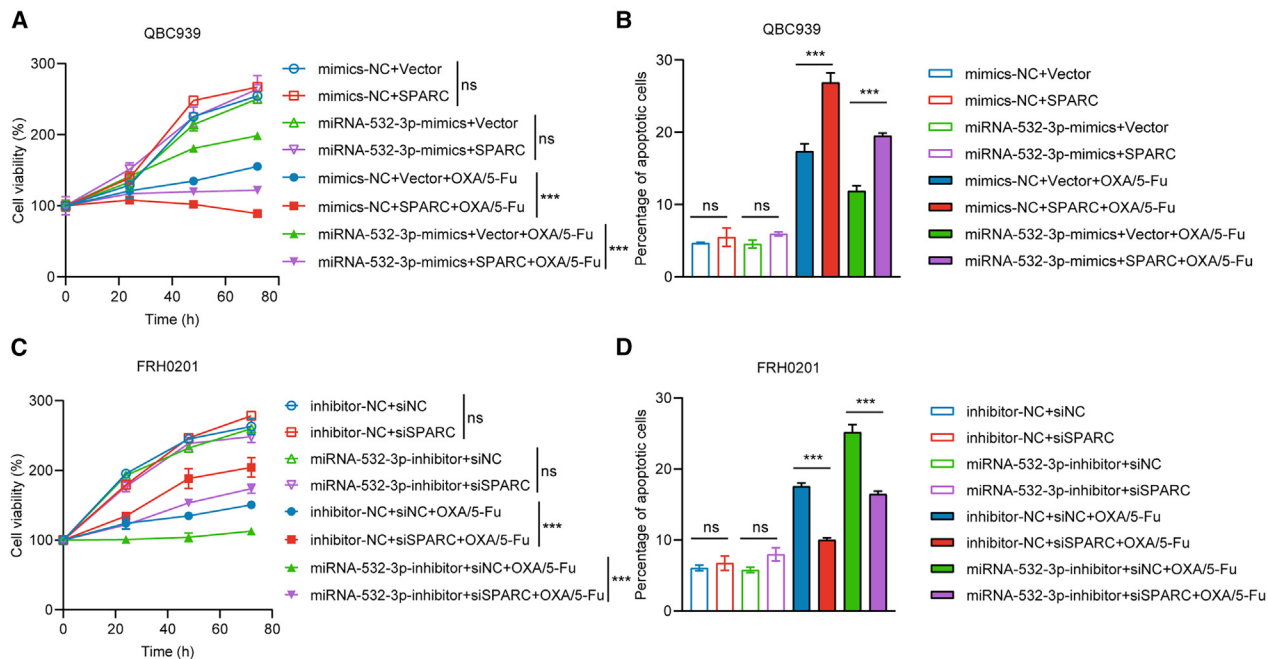 A
QBC939
Cell viability (%)
300
200
100
0
0 20 40 60 80
Time (h)
mimics-NC+Vector
mimics-NC+SPARC
ns
miRNA-532-3p-mimics+Vector
miRNA-532-3p-mimics+SPARC
ns
mimics-NC+Vector+OXA/5-Fu
mimics-NC+SPARC+OXA/5-Fu
***
miRNA-532-3p-mimics+Vector+OXA/5-Fu
miRNA-532-3p-mimics+SPARC+OXA/5-Fu
***
B
QBC939
Percentage of apoptotic cells
30
20
10
0
ns ns *** ***
mimics-NC+Vector
mimics-NC+SPARC
miRNA-532-3p-mimics+Vector
miRNA-532-3p-mimics+SPARC
mimics-NC+Vector+OXA/5-Fu
mimics-NC+SPARC+OXA/5-Fu
miRNA-532-3p-mimics+Vector+OXA/5-Fu
miRNA-532-3p-mimics+SPARC+OXA/5-Fu
C
FRH0201
Cell viability (%)
300
200
100
0
0 20 40 60 80
Time (h)
inhibitor-NC+siNC
inhibitor-NC+siSPARC
ns
miRNA-532-3p-inhibitor+siNC
miRNA-532-3p-inhibitor+siSPARC
ns
inhibitor-NC+siNC+OXA/5-Fu
inhibitor-NC+siSPARC+OXA/5-Fu
***
miRNA-532-3p-inhibitor+siNC+OXA/5-Fu
miRNA-532-3p-inhibitor+siSPARC+OXA/5-Fu
***
D
FRH0201
Percentage of apoptotic cells
30
20
10
0
ns ns *** ***
inhibitor-NC+siNC
inhibitor-NC+siSPARC
miRNA-532-3p-inhibitor+siNC
miRNA-532-3p-inhibitor+siSPARC
inhibitor-NC+siNC+OXA/5-Fu
inhibitor-NC+siSPARC+OXA/5-Fu
miRNA-532-3p-inhibitor+siNC+OXA/5-Fu
miRNA-532-3p-inhibitor+siSPARC+OXA/5-Fu